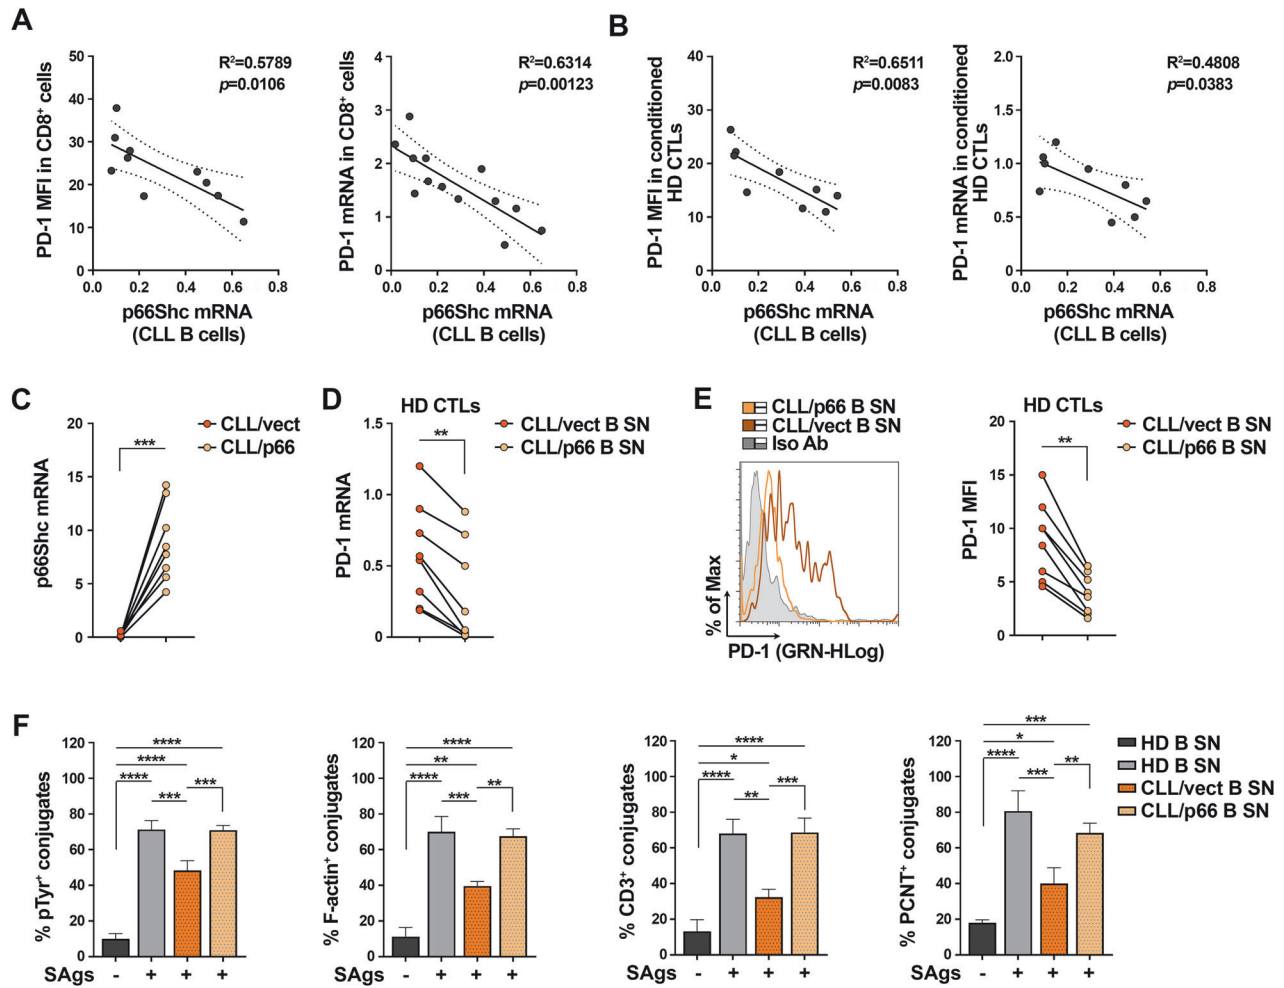 A
R²=0.5789
p=0.0106
PD-1 MFI in CD8⁺ cells
50
40
30
20
10
0
0.0 0.2 0.4 0.6 0.8
p66Shc mRNA
(CLL B cells)
R²=0.6314
p=0.00123
PD-1 mRNA in CD8⁺ cells
4
3
2
1
0
0.0 0.2 0.4 0.6 0.8
p66Shc mRNA
(CLL B cells)
B
R²=0.6511
p=0.0083
PD-1 MFI in conditioned
HD CTLs
40
30
20
10
0
0.0 0.2 0.4 0.6 0.8
p66Shc mRNA
(CLL B cells)
R²=0.4808
p=0.0383
PD-1 mRNA in conditioned
HD CTLs
2.0
1.5
1.0
0.5
0
0.0 0.2 0.4 0.6 0.8
p66Shc mRNA
(CLL B cells)
C
p66Shc mRNA
20
15
10
5
0
***
CLL/vect
CLL/p66
D
HD CTLs
PD-1 mRNA
1.5
1.0
0.5
0
**
CLL/vect B SN
CLL/p66 B SN
E
CLL/p66 B SN
CLL/vect B SN
Iso Ab
% of Max
PD-1 (GRN-HLog)
HD CTLs
PD-1 MFI
20
15
10
5
0
**
CLL/vect B SN
CLL/p66 B SN
F
% pTyr⁺ conjugates
120
100
80
60
40
20
0
****
****
**** ***
***
SAgs - + + +
% F-actin⁺ conjugates
120
100
80
60
40
20
0
****
**
**** **
***
- + + +
% CD3⁺ conjugates
120
100
80
60
40
20
0
****
*
**** ***
**
SAgs - + + +
% PCNT⁺ conjugates
120
100
80
60
40
20
0
***
*
**** **
***
SAgs - + + +
HD B SN
HD B SN
CLL/vect B SN
CLL/p66 B SN